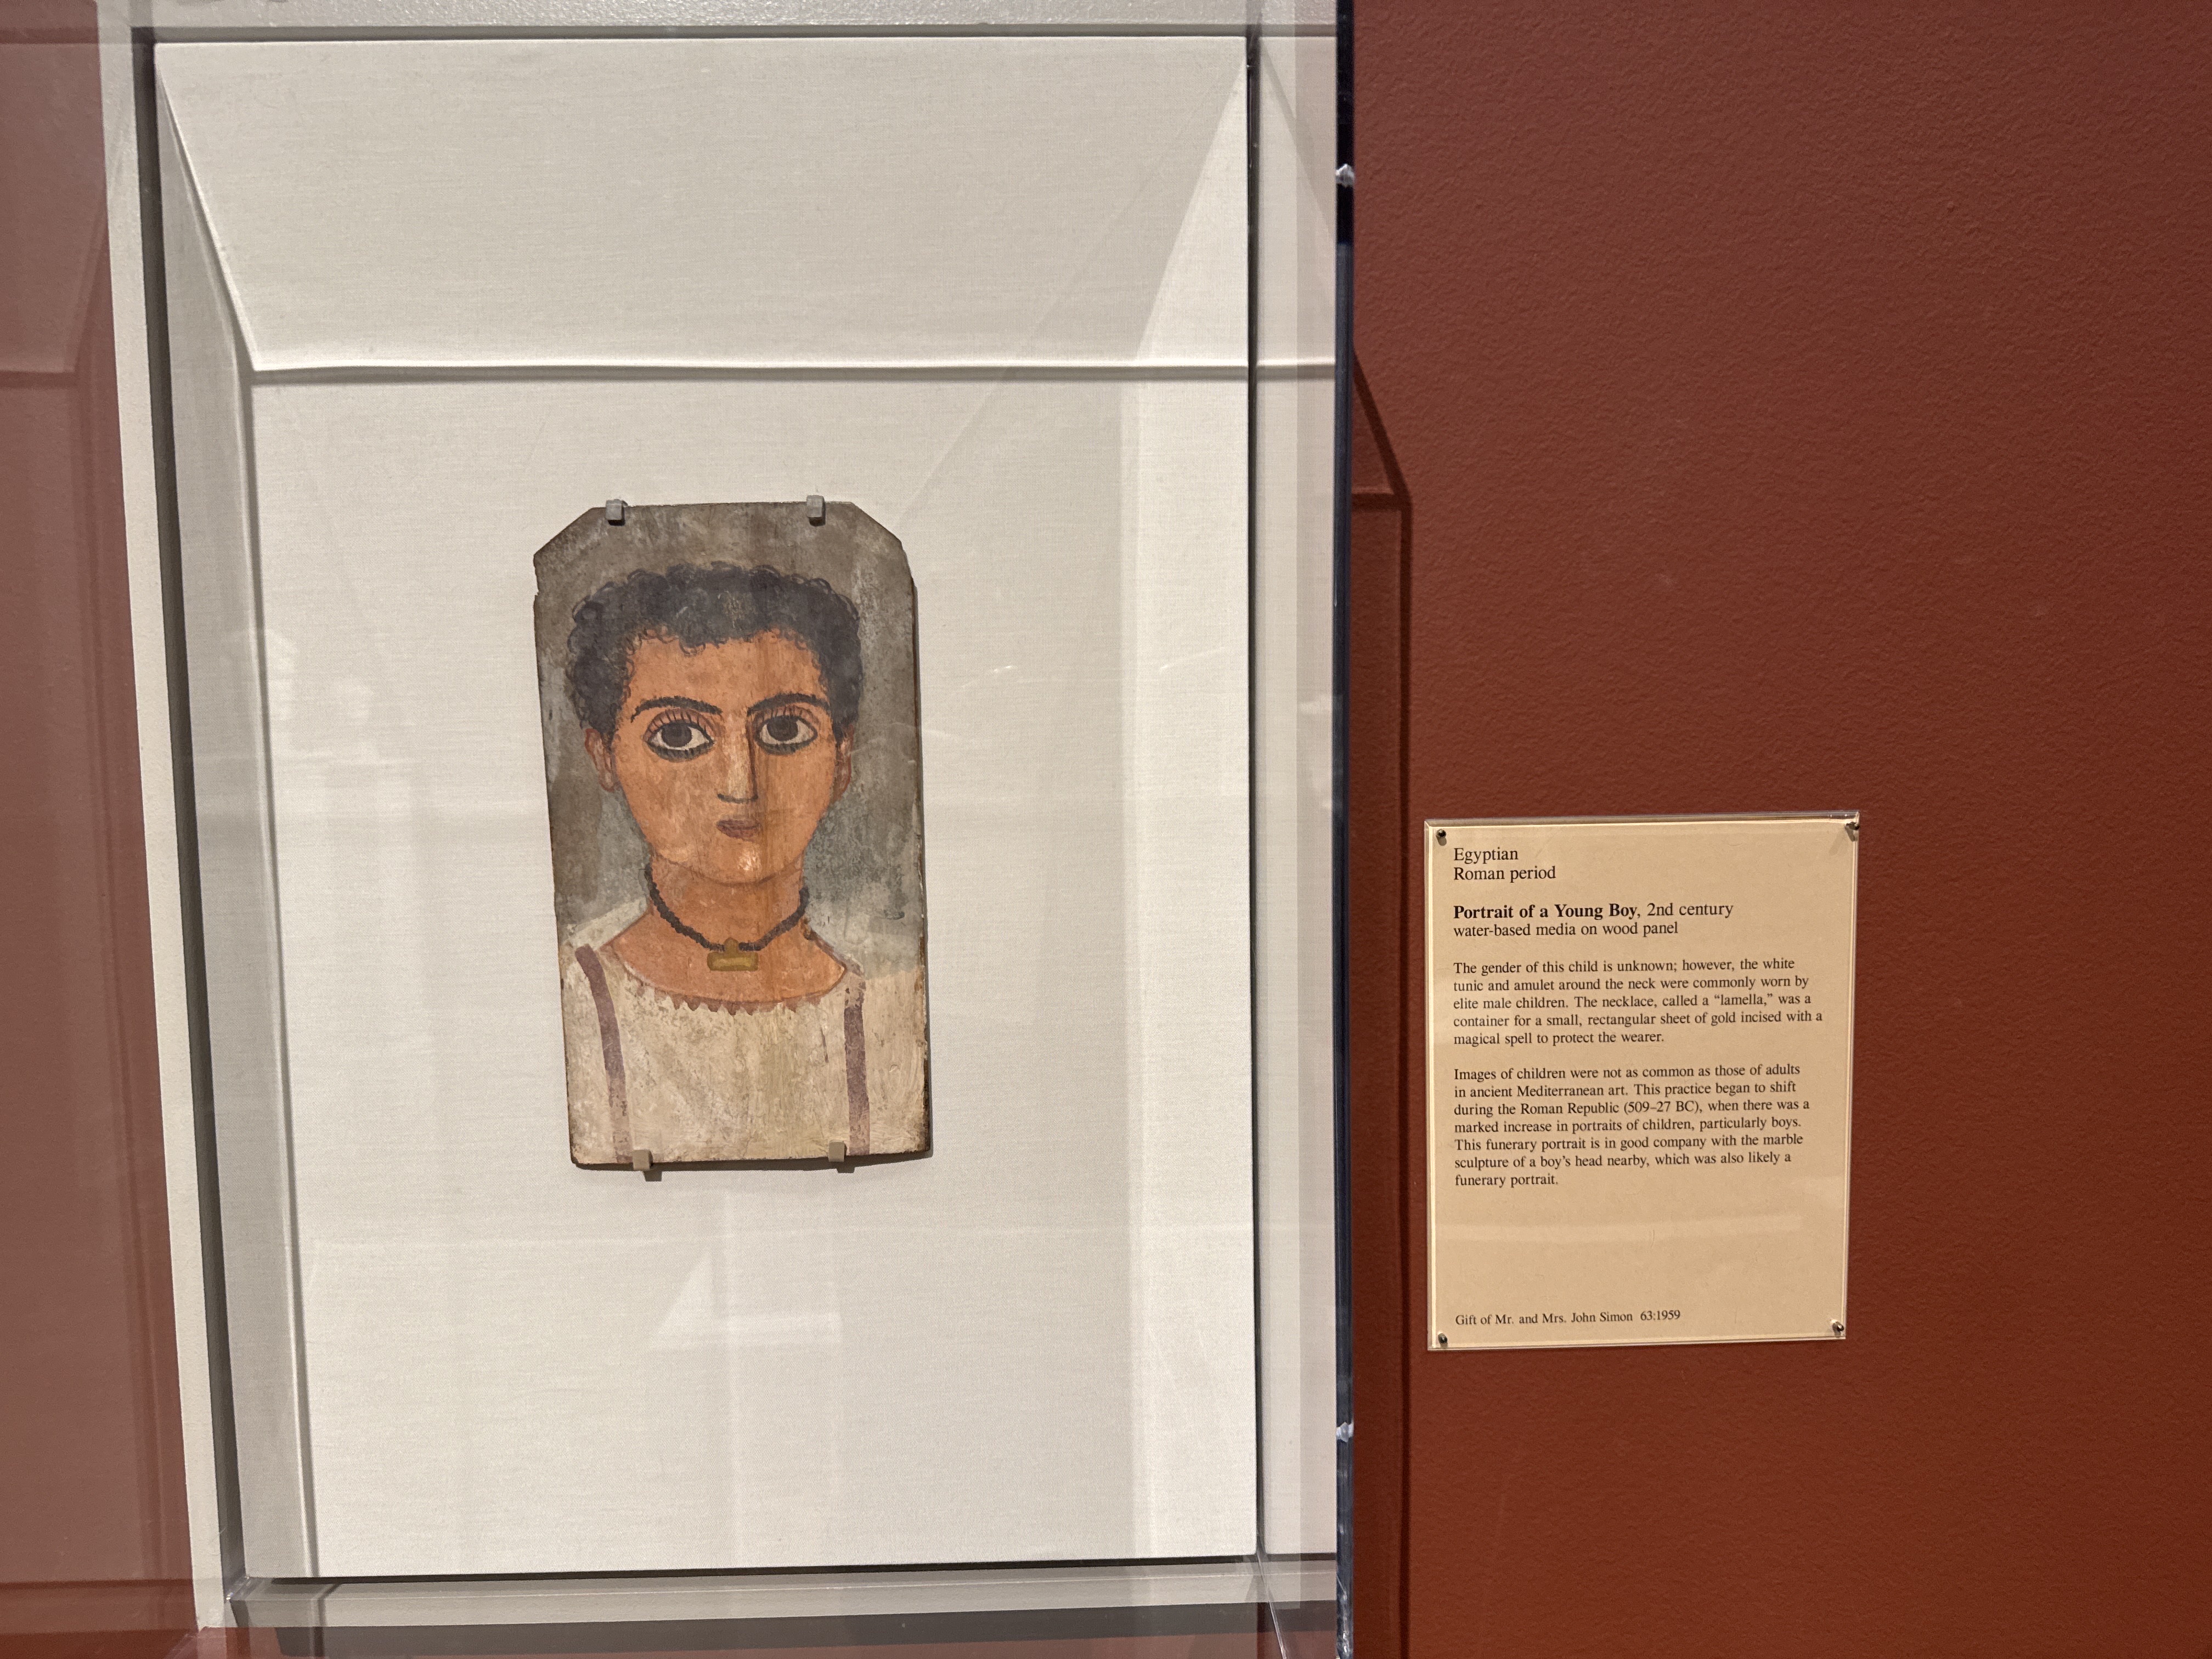 Egyptian
Roman period
Portrait of a Young Boy, 2nd century
water-based media on wood panel
The gender of this child is unknown; however, the white
tunic and amulet around the neck were commonly worn by
elite male children. The necklace, called a “lamella,” was a
container for a small, rectangular sheet of gold incised with a
magical spell to protect the wearer.
Images of children were not as common as those of adults
in ancient Mediterranean art. This practice began to shift
during the Roman Republic (509–27 BC), when there was a
marked increase in portraits of children, particularly boys.
This funerary portrait is in good company with the marble
sculpture of a boy’s head nearby, which was also likely a
funerary portrait.
Gift of Mr. and Mrs. John Simon 63:1959